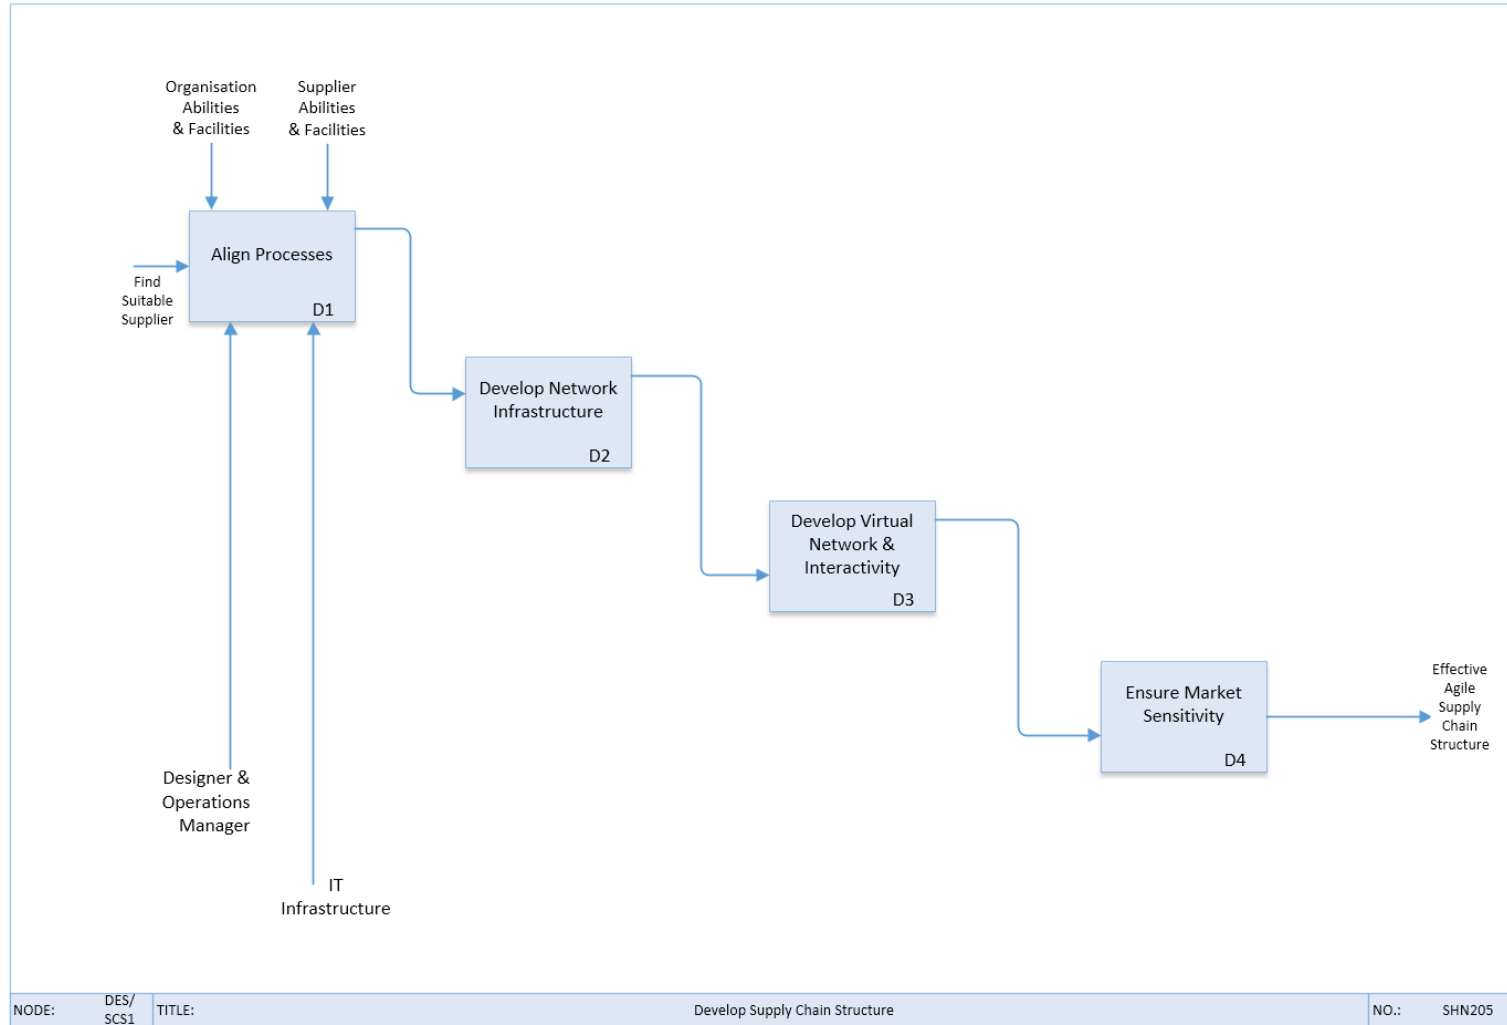 Organisation
Abilities
& Facilities
Supplier
Abilities
& Facilities
Align Processes
D1
Find
Suitable
Supplier
Develop Network
Infrastructure
D2
Develop Virtual
Network &
Interactivity
D3
Ensure Market
Sensitivity
D4
Effective
Agile
Supply
Chain
Structure
Designer &
Operations
Manager
IT
Infrastructure
NODE:
DES/
SCS1
TITLE:
Develop Supply Chain Structure
NO.:
SHN205